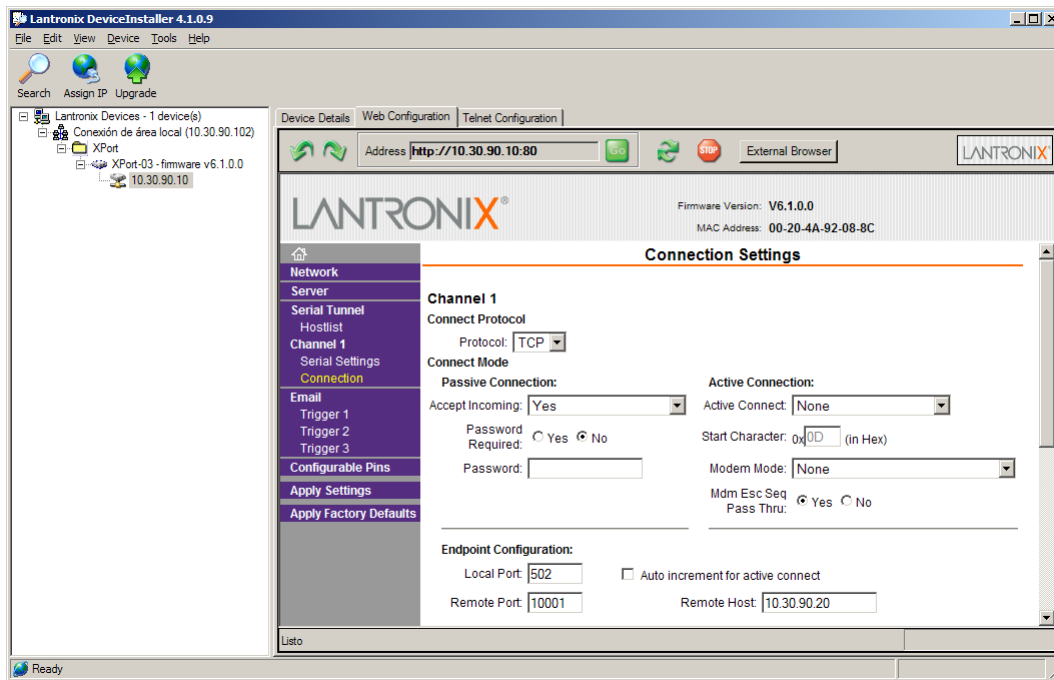 Lantronix DeviceInstaller 4.1.0.9
File Edit View Device Tools Help
Search Assign IP Upgrade
Lantronix Devices - 1 device(s)
Conexión de área local (10.30.90.102)
XPort
XPort-03 - firmware v6.1.0.0
10.30.90.10
Device Details Web Configuration Telnet Configuration
Address http://10.30.90.10:80 Go STOP External Browser LANTRONIX®
LANTRONIX®
Firmware Version: V6.1.0.0
MAC Address: 00-20-4A-92-08-8C
Network
Server
Serial Tunnel
Hostlist
Channel 1
Serial Settings
Connection
Email
Trigger 1
Trigger 2
Trigger 3
Configurable Pins
Apply Settings
Apply Factory Defaults
Connection Settings
Channel 1
Connect Protocol
Protocol: TCP
Connect Mode
Passive Connection: Active Connection:
Accept Incoming: Yes Active Connect: None
Password Required: Yes No Start Character: 0x0D (in Hex)
Password: Modem Mode: None
Mdm Esc Seq Pass Thru: Yes No
Endpoint Configuration:
Local Port: 502 Auto increment for active connect
Remote Port: 10001 Remote Host: 10.30.90.20
Listo
Ready